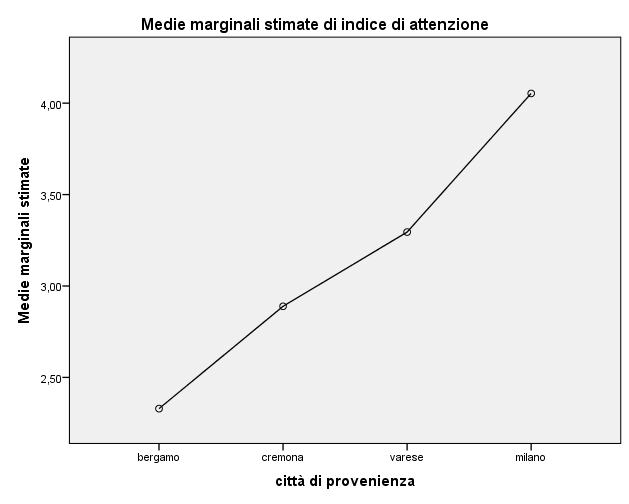 Medie marginali stimate di indice di attenzione
Medie marginali stimate
4,00
3,50
3,00
2,50
bergamo
cremona
varese
milano
città di provenienza